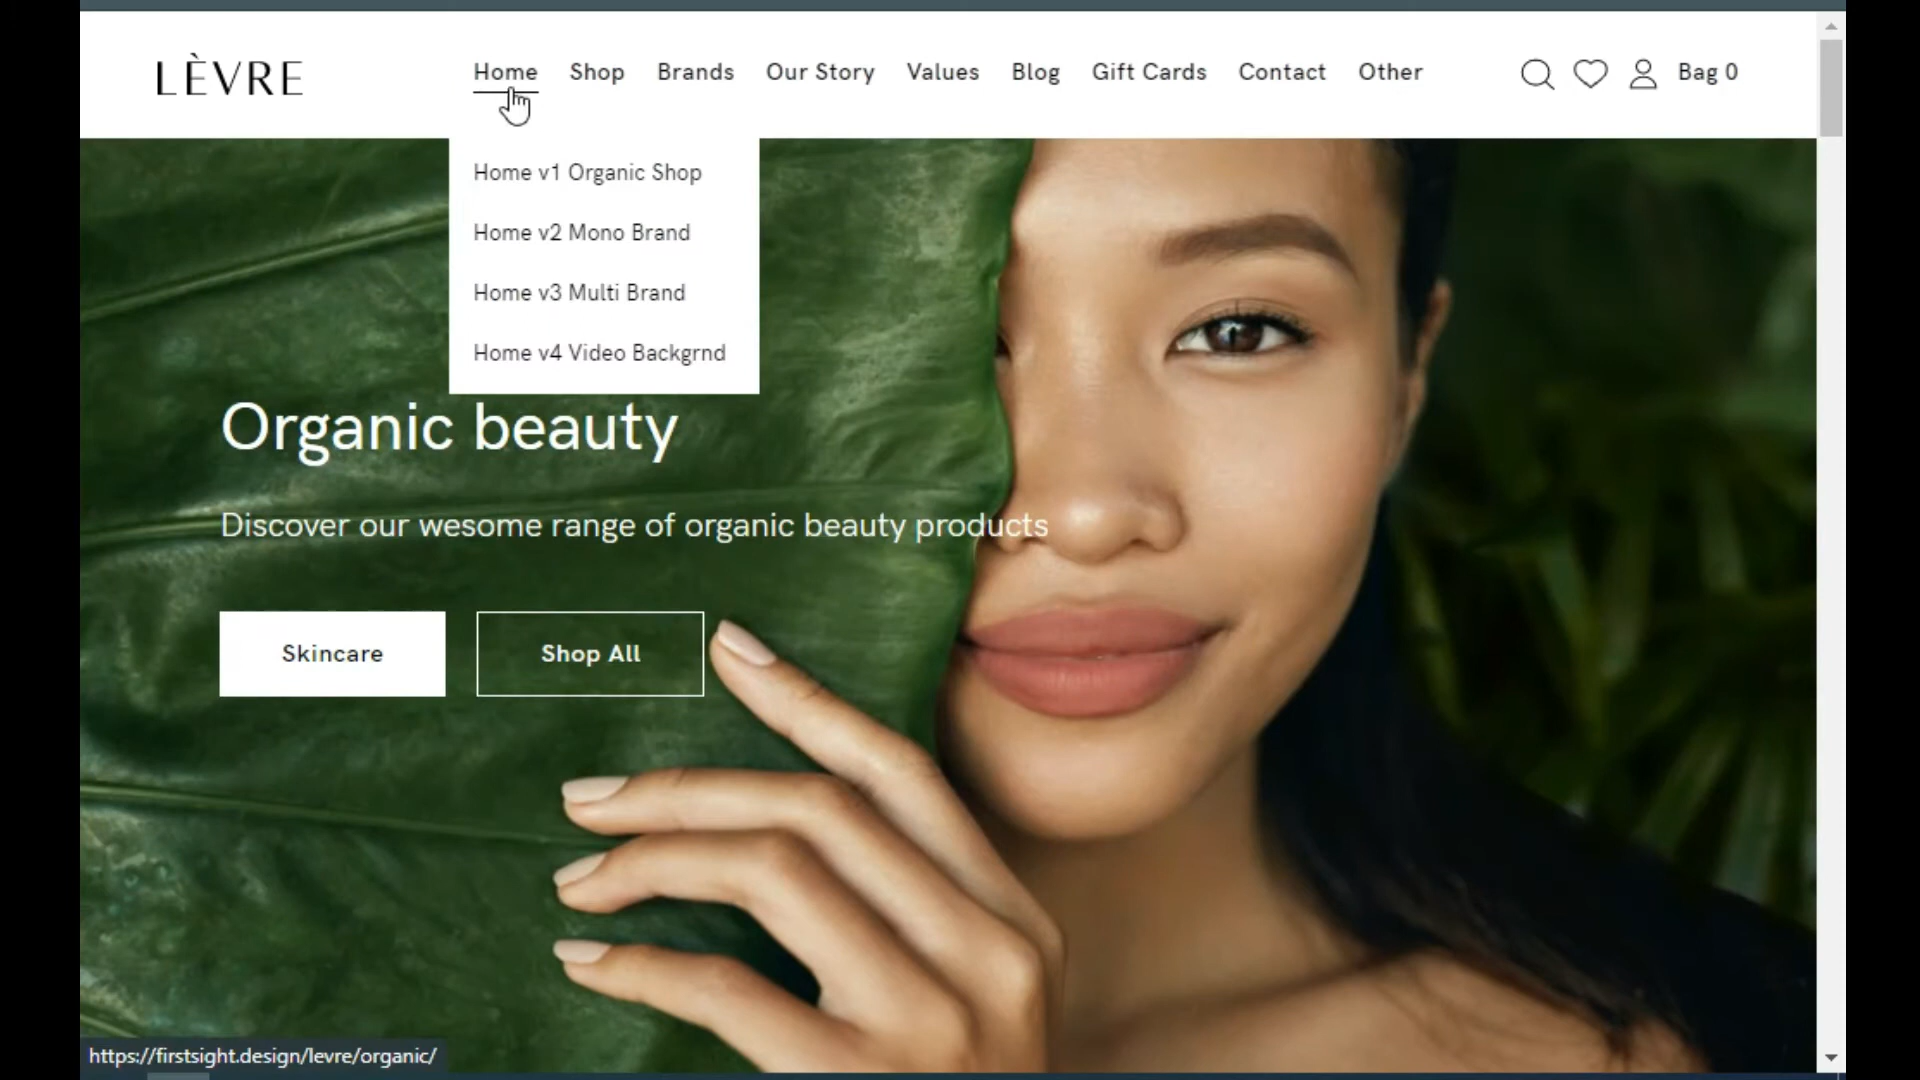 LÈVRE Home Shop Brands Our Story Values Blog Gift Cards Contact Other Bag 0
Home v1 Organic Shop
Home v2 Mono Brand
Home v3 Multi Brand
Home v4 Video Backgrnd
Organic beauty
Discover our wesome range of organic beauty products
Skincare Shop All
https://firstsight.design/levre/organic/